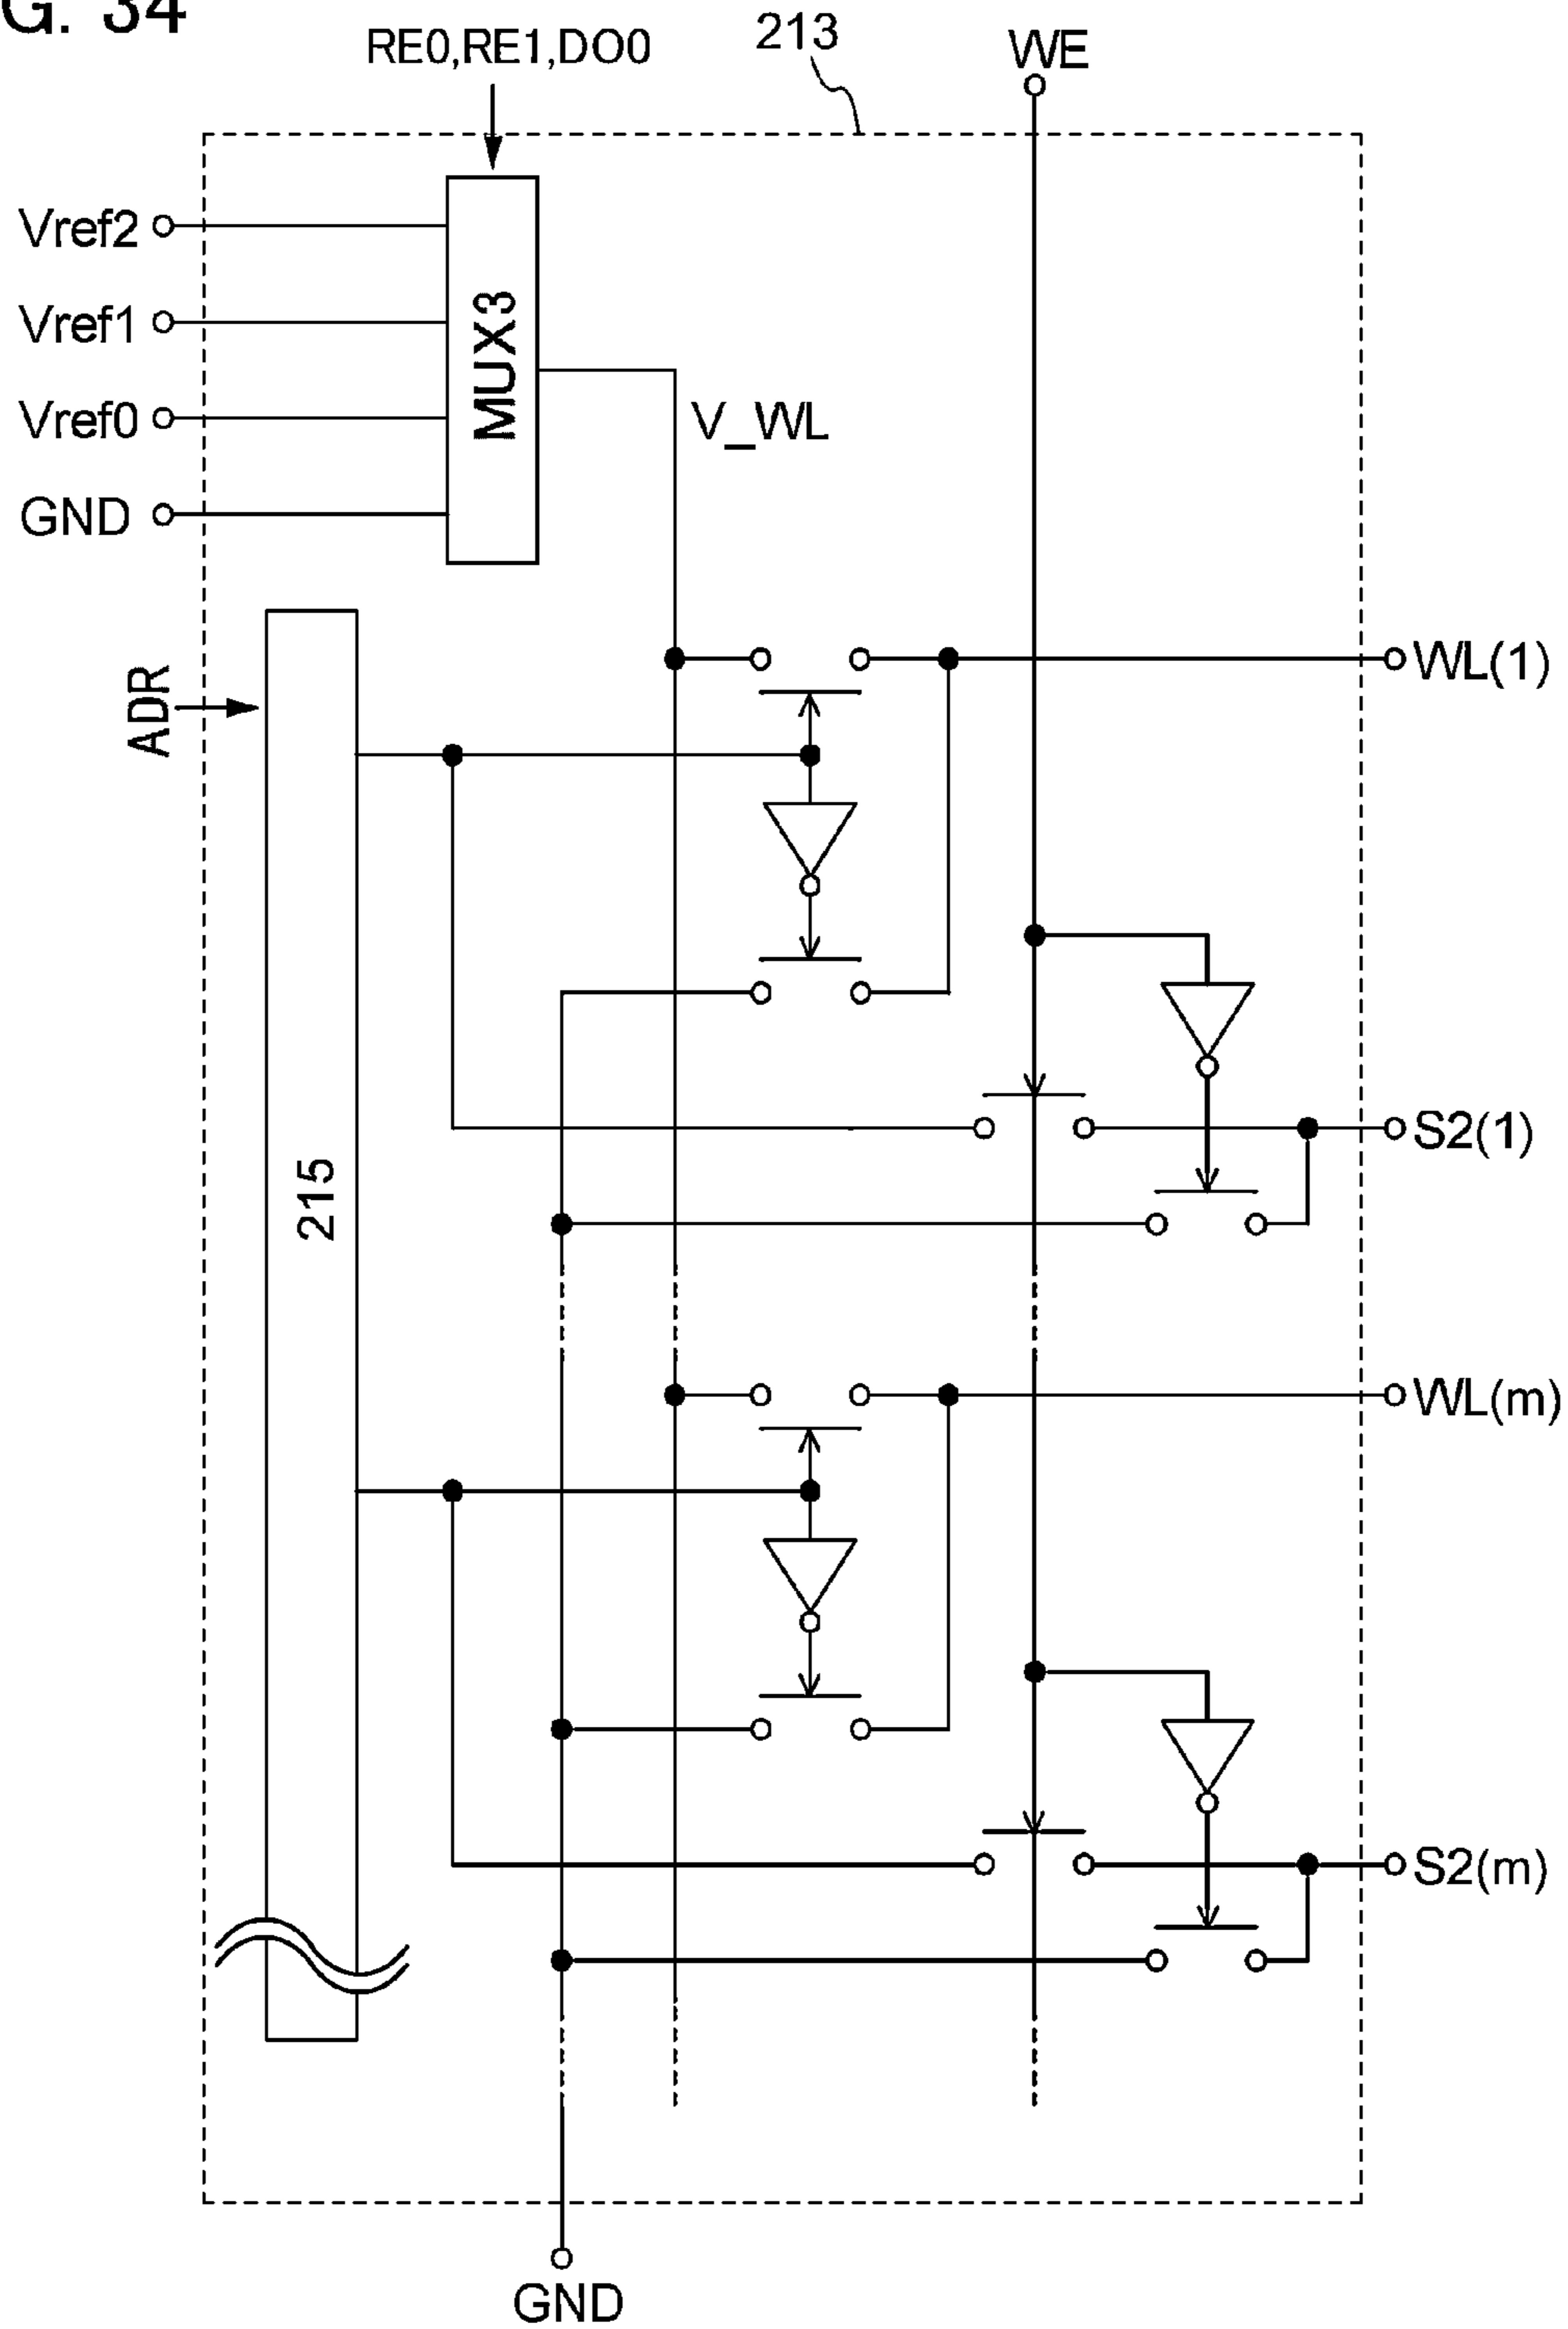 G. 34
RE0,RE1,DO0
213
WE
Vref2
Vref1
Vref0
GND
MUX3
V_WL
ADR
WL(1)
215
S2(1)
WL(m)
S2(m)
GND